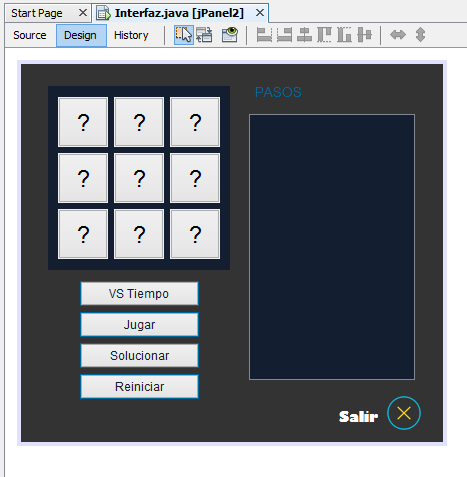 Start Page
Interfaz.java [jPanel2]
Source Design History
PASOS
? ? ?
? ? ?
? ? ?
VS Tiempo
Jugar
Solucionar
Reiniciar
Salir